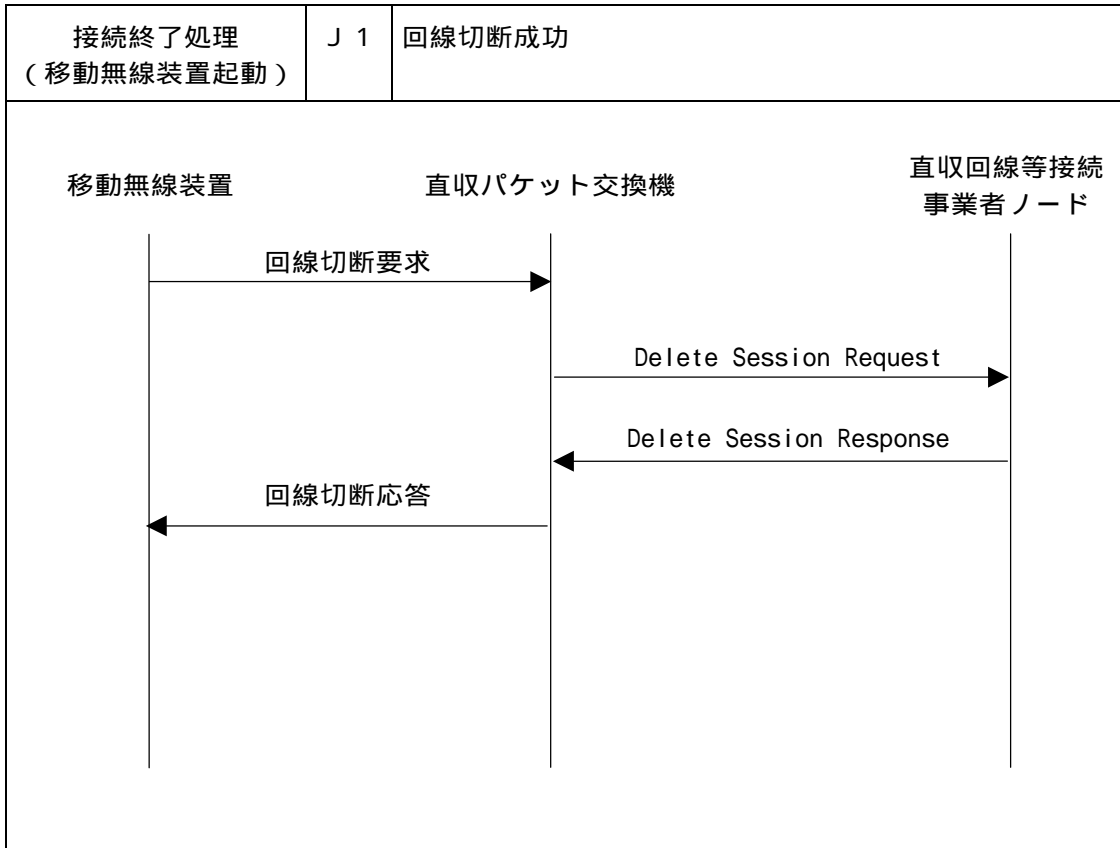 接続終了処理
(移動無線装置起動)
J 1
回線切断成功
移動無線装置
直収パケット交換機
直収回線等接続
事業者ノード
回線切断要求
Delete Session Request
Delete Session Response
回線切断応答